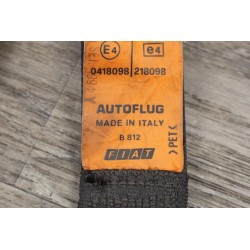 E4 e4
0418098 218098
AUTOFLUG
MADE IN ITALY
B 812
FIAT
>PET<